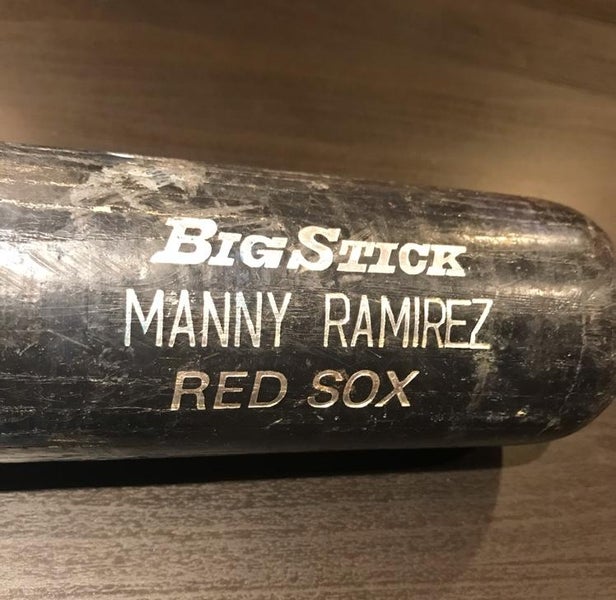 BIG STICK
MANNY RAMIREZ
RED SOX